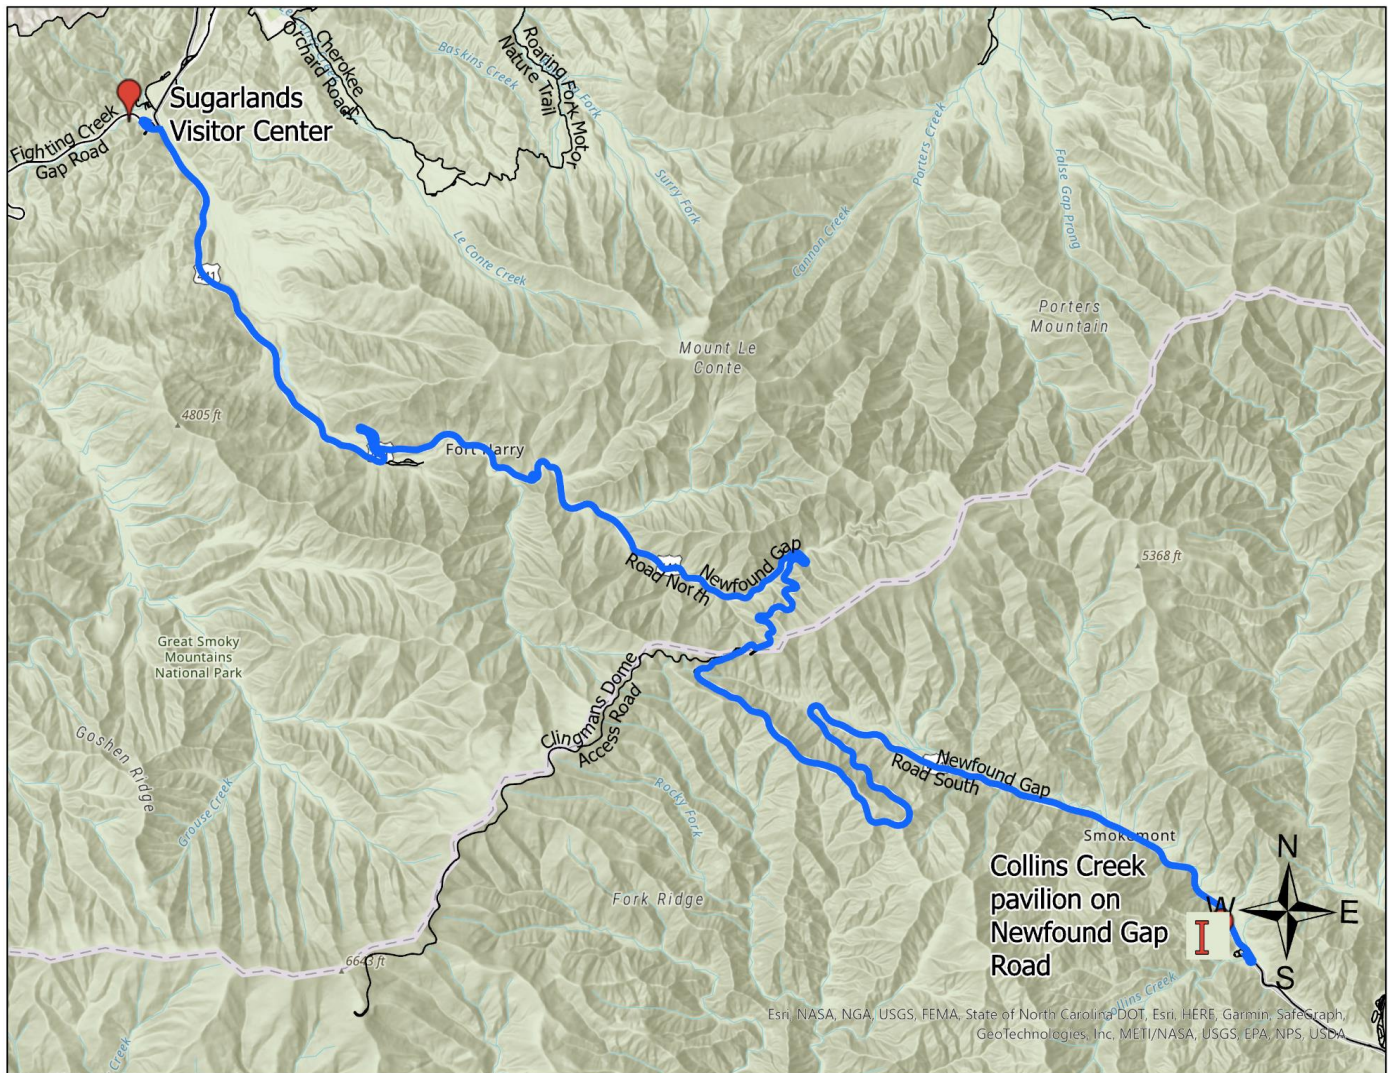 Cherokee
Orchard Road
Roaring Fork Motor
Nature Trail
Baskins Creek
Fork
Sugarlands
Visitor Center
Fighting Creek
Gap Road
Porters Creek
False Gap Prong
Surry Fork
Cannon Creek
Le Conte Creek
441
Porters
Mountain
Mount Le
Conte
4805 ft
Fort Harry
Newfound Gap
Road North
5368 ft
Great Smoky
Mountains
National Park
Clingmans Dome
Access Road
Goshen Ridge
Grouse Creek
Rocky Fork
Newfound Gap
Road South
Smokemont
Collins Creek
pavilion on
Newfound Gap
Road
N
W
E
S
I
Fork Ridge
6643 ft
Collins Creek
Creek
Esri, NASA, NGA, USGS, FEMA, State of North Carolina DOT, Esri, HERE, Garmin, SafeGraph,
GeoTechnologies, Inc, METI/NASA, USGS, EPA, NPS, USDA